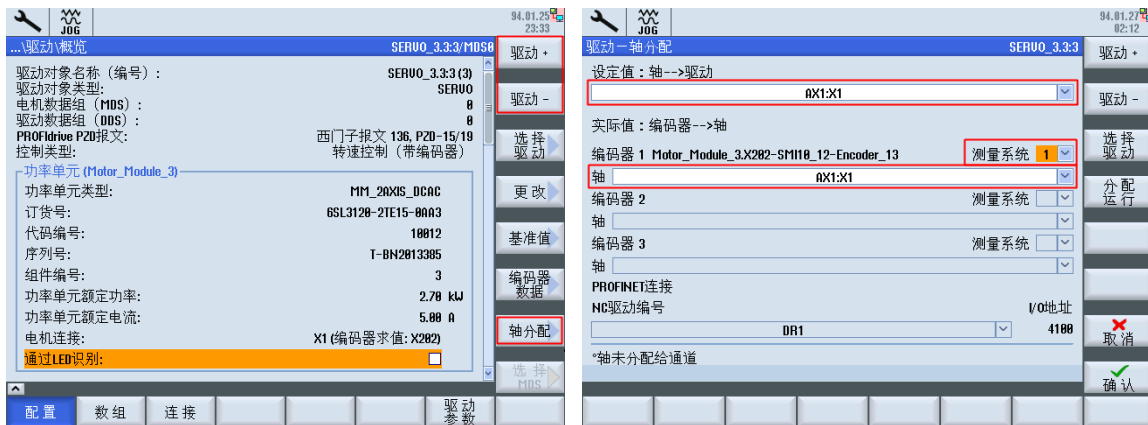 JOG
94.01.25
23:33
...\驱动\概览 SERVO_3.3:3/MDS0
驱动对象名称（编号）: SERVO_3.3:3 (3)
驱动对象类型: SERVO
电机数据组（MDS）: 0
驱动数据组（DDS）: 0
PROFIdrive PZD报文: 西门子报文 136, PZD-15/19
控制类型: 转速控制（带编码器）
功率单元 (Motor_Module_3)
功率单元类型: MM_2AXIS_DCAC
订货号: 6SL3120-2TE15-0AA3
代码编号: 10012
序列号: T-BN2013385
组件编号: 3
功率单元额定功率: 2.70 kW
功率单元额定电流: 5.00 A
电机连接: X1 (编码器求值: X202)
通过LED识别:
驱动 +
驱动 -
选择
驱动
更改
基准值
编码器
数据
轴分配
选择
MDS
配置 数组 连接 驱动
参数
JOG
94.01.27
02:12
驱动－轴分配 SERVO_3.3:3
设定值：轴-->驱动
AX1:X1
实际值：编码器-->轴
编码器 1 Motor_Module_3.X202-SMI10_12-Encoder_13 测量系统 1
轴 AX1:X1
编码器 2 测量系统
轴
编码器 3 测量系统
轴
PROFINET连接
NC驱动编号 I/O地址
DR1 4100
°轴未分配给通道
驱动 +
驱动 -
选择
驱动
分配
运行
取消
确认